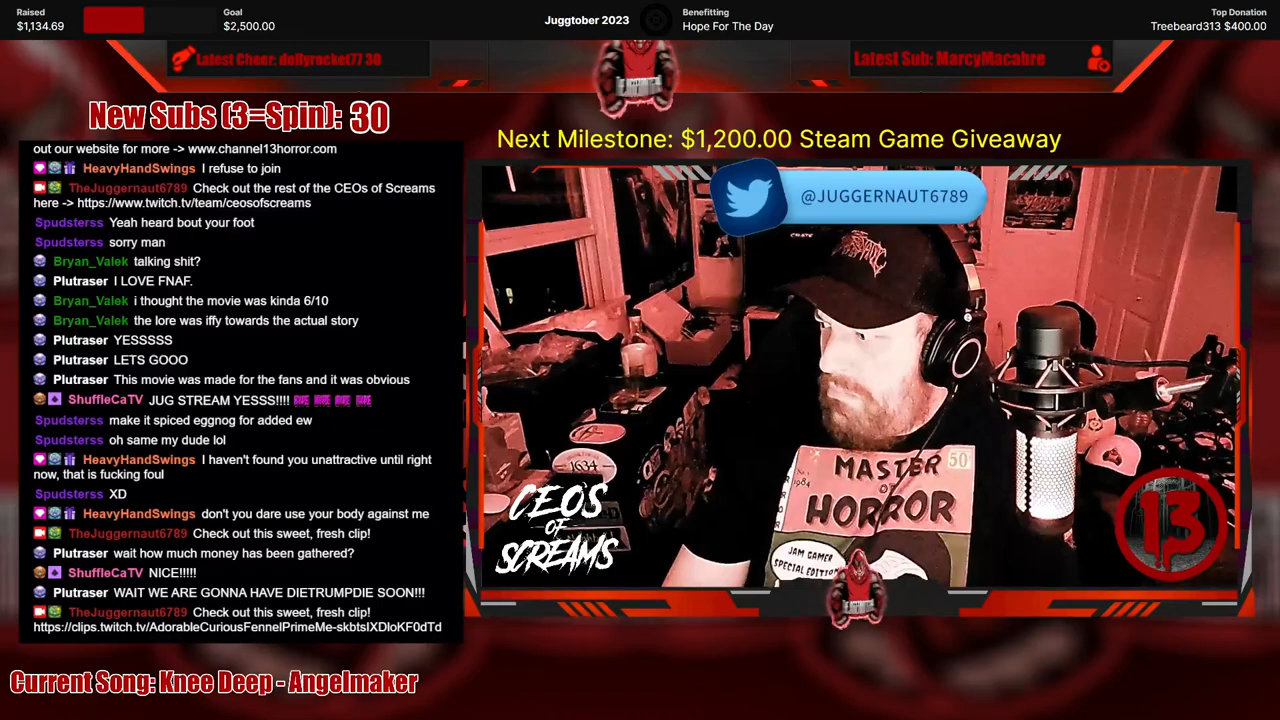 Raised
$1,134.69
Goal
$2,500.00
Juggtober 2023
Benefitting
Hope For The Day
Top Donation
Treebeard313 $400.00
Latest Cheer: dollyrocket77 30
Latest Sub: MarcyMacabre
New Subs (3=Spin): 30
out our website for more -> www.channel13horror.com
HeavyHandSwings I refuse to join
TheJuggernaut6789 Check out the rest of the CEOs of Screams
here -> https://www.twitch.tv/team/ceosofscreams
Spudsterss Yeah heard bout your foot
Spudsterss sorry man
Bryan_Valek talking shit?
Plutraser I LOVE FNAF.
Bryan_Valek i thought the movie was kinda 6/10
Bryan_Valek the lore was iffy towards the actual story
Plutraser YESSSSS
Plutraser LETS GOOO
Plutraser This movie was made for the fans and it was obvious
ShuffleCaTV JUG STREAM YESSS!!!!
Spudsterss make it spiced eggnog for added ew
Spudsterss oh same my dude lol
HeavyHandSwings I haven't found you unattractive until right
now, that is fucking foul
Spudsterss XD
HeavyHandSwings don't you dare use your body against me
TheJuggernaut6789 Check out this sweet, fresh clip!
Plutraser wait how much money has been gathered?
ShuffleCaTV NICE!!!!!
Plutraser WAIT WE ARE GONNA HAVE DIETRUMPDIE SOON!!!
TheJuggernaut6789 Check out this sweet, fresh clip!
https://clips.twitch.tv/AdorableCuriousFennelPrimeMe-skbtsIXDloKF0dTd
Current Song: Knee Deep - Angelmaker
Next Milestone: $1,200.00 Steam Game Giveaway
@JUGGERNAUT6789
MASTER
OF
HORROR
50
1984
JAM GAMER
SPECIAL EDITION
1634
CEOS
OF
SCREAMS
13